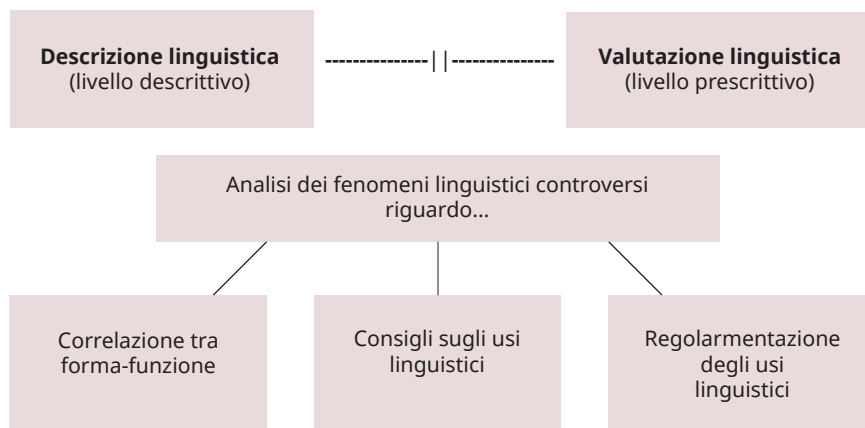 Descrizione linguistica
(livello descrittivo)
---------------||---------------
Valutazione linguistica
(livello prescrittivo)
Analisi dei fenomeni linguistici controversi
riguardo...
Correlazione tra
forma-funzione
Consigli sugli usi
linguistici
Regolarmentazione
degli usi
linguistici